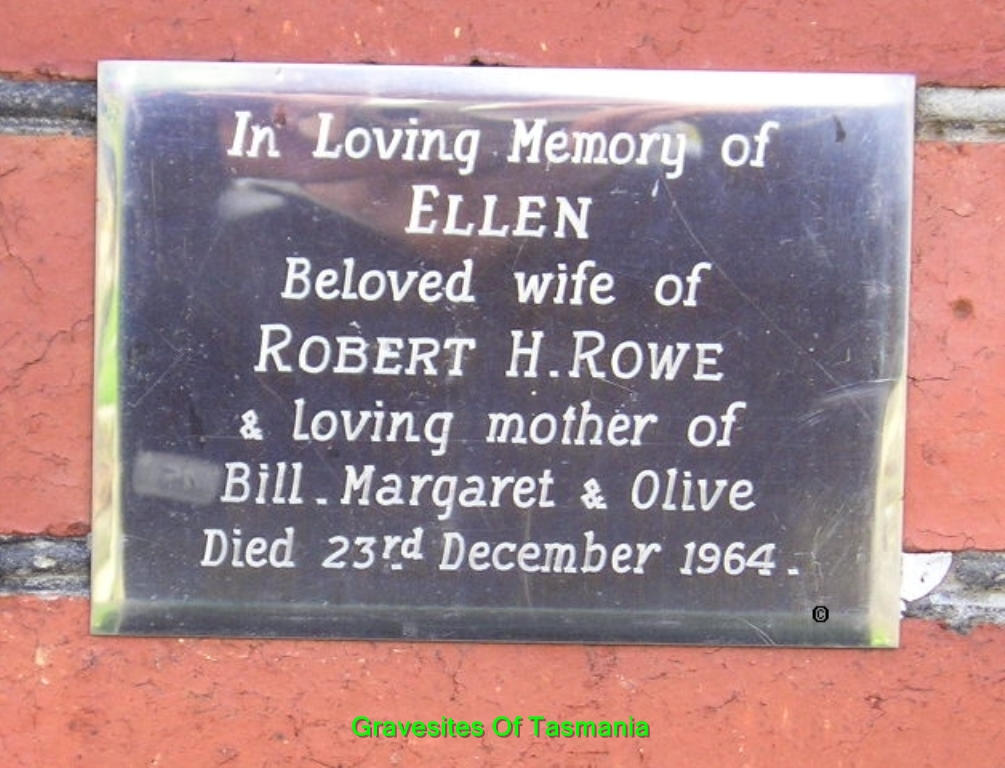 In Loving Memory of
ELLEN
Beloved wife of
ROBERT H. ROWE
& loving mother of
Bill. Margaret & Olive
Died 23rd December 1964.
©
Gravesites Of Tasmania